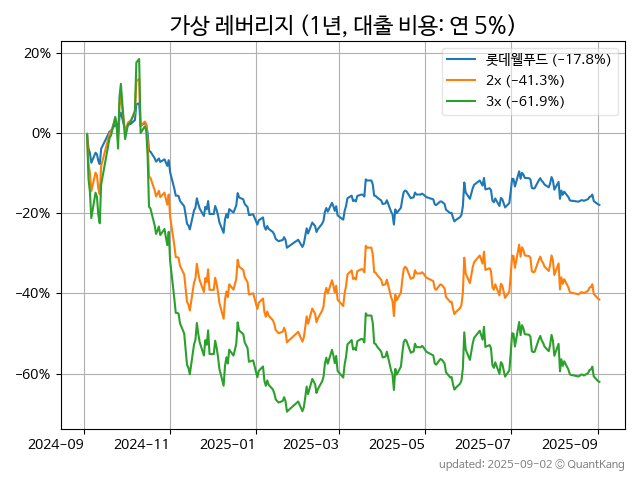 가상 레버리지 (1년, 대출 비용: 연 5%)
롯데웰푸드 (−17.8%)
2x (−41.3%)
3x (−61.9%)
20%
0%
−20%
−40%
−60%
2024−09 2024−11 2025−01 2025−03 2025−05 2025−07 2025−09
updated: 2025−09−02 © QuantKang